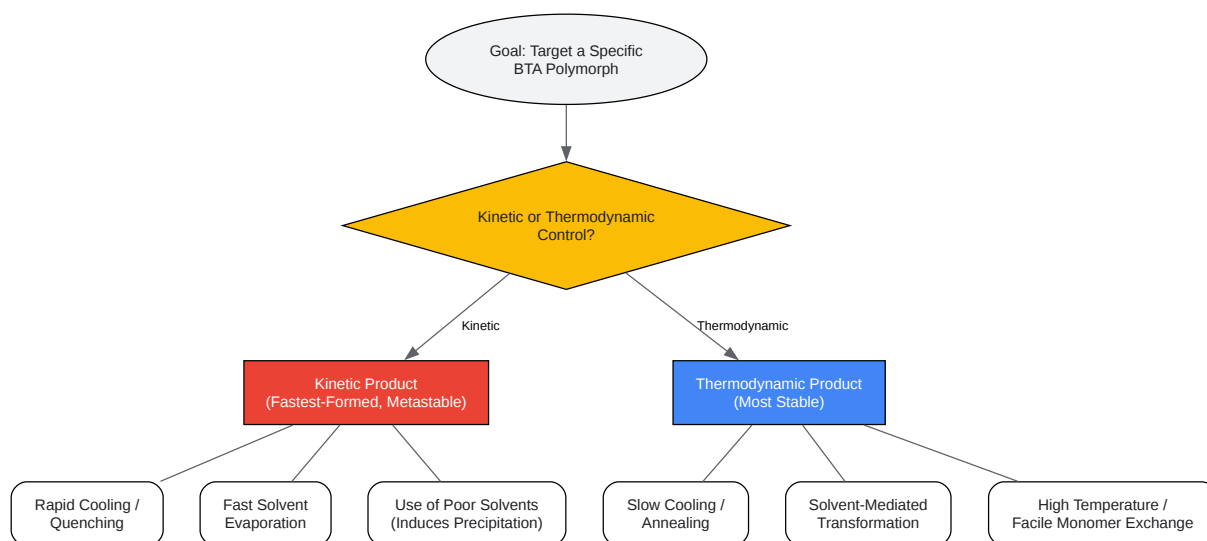 Goal: Target a Specific
BTA Polymorph
Kinetic or Thermodynamic
Control?
Kinetic
Thermodynamic
Kinetic Product
(Fastest-Formed, Metastable)
Thermodynamic Product
(Most Stable)
Rapid Cooling /
Quenching
Fast Solvent
Evaporation
Use of Poor Solvents
(Induces Precipitation)
Slow Cooling /
Annealing
Solvent-Mediated
Transformation
High Temperature /
Facile Monomer Exchange